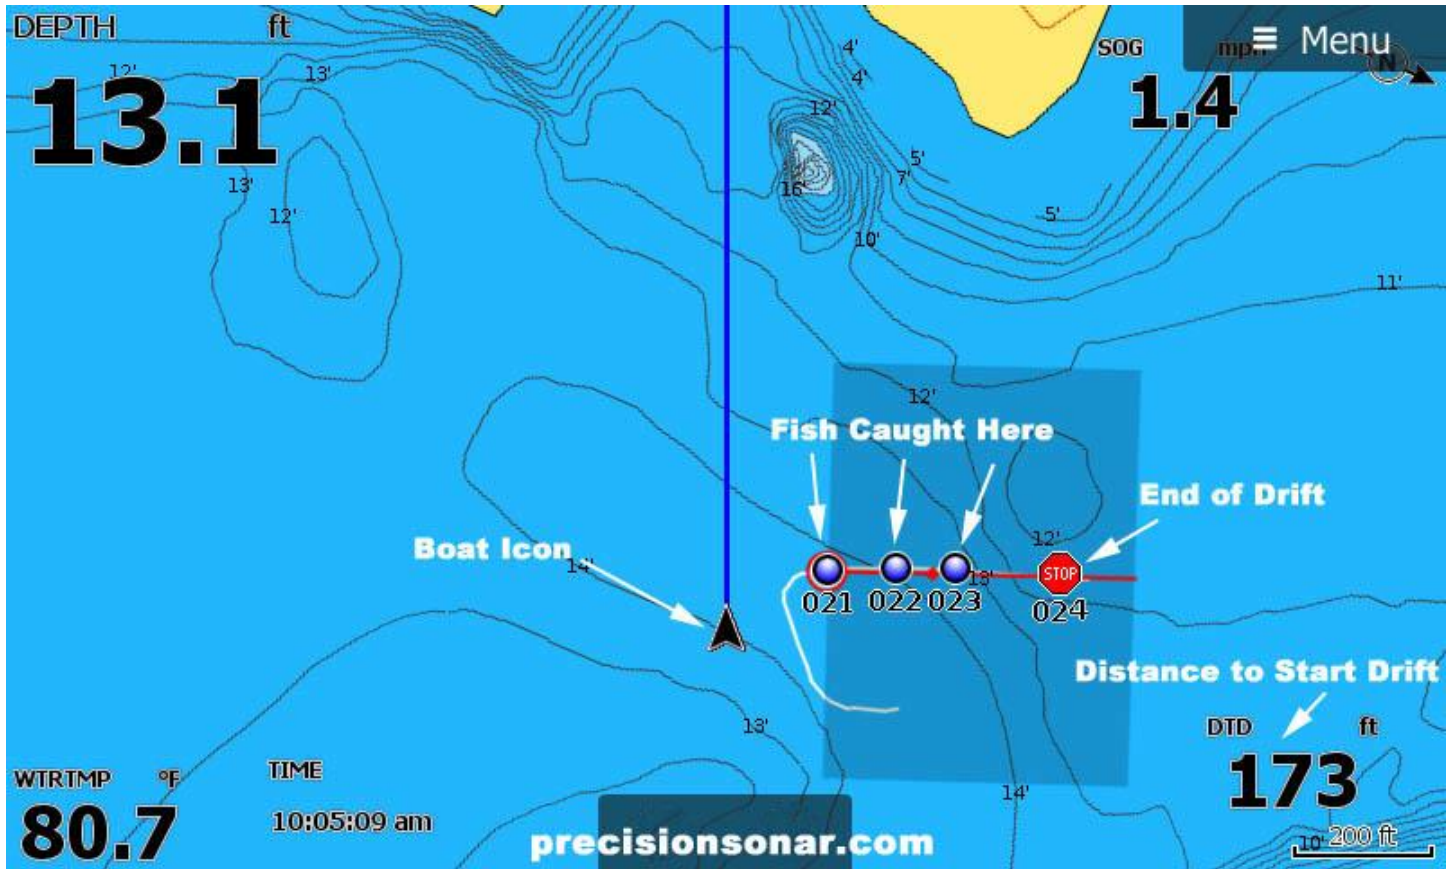 DEPTH ft
13.1
SOG mph
1.4
≡ Menu
N
12'
13'
4'
4'
12'
5'
7'
16'
5'
13'
12'
10'
11'
12'
Fish Caught Here
End of Drift
12'
Boat Icon
14'
13'
STOP
021
022
023
024
Distance to Start Drift
13'
DTD ft
173
WTRTMP °F
80.7
TIME
10:05:09 am
14'
precisionsonar.com
10'
200 ft